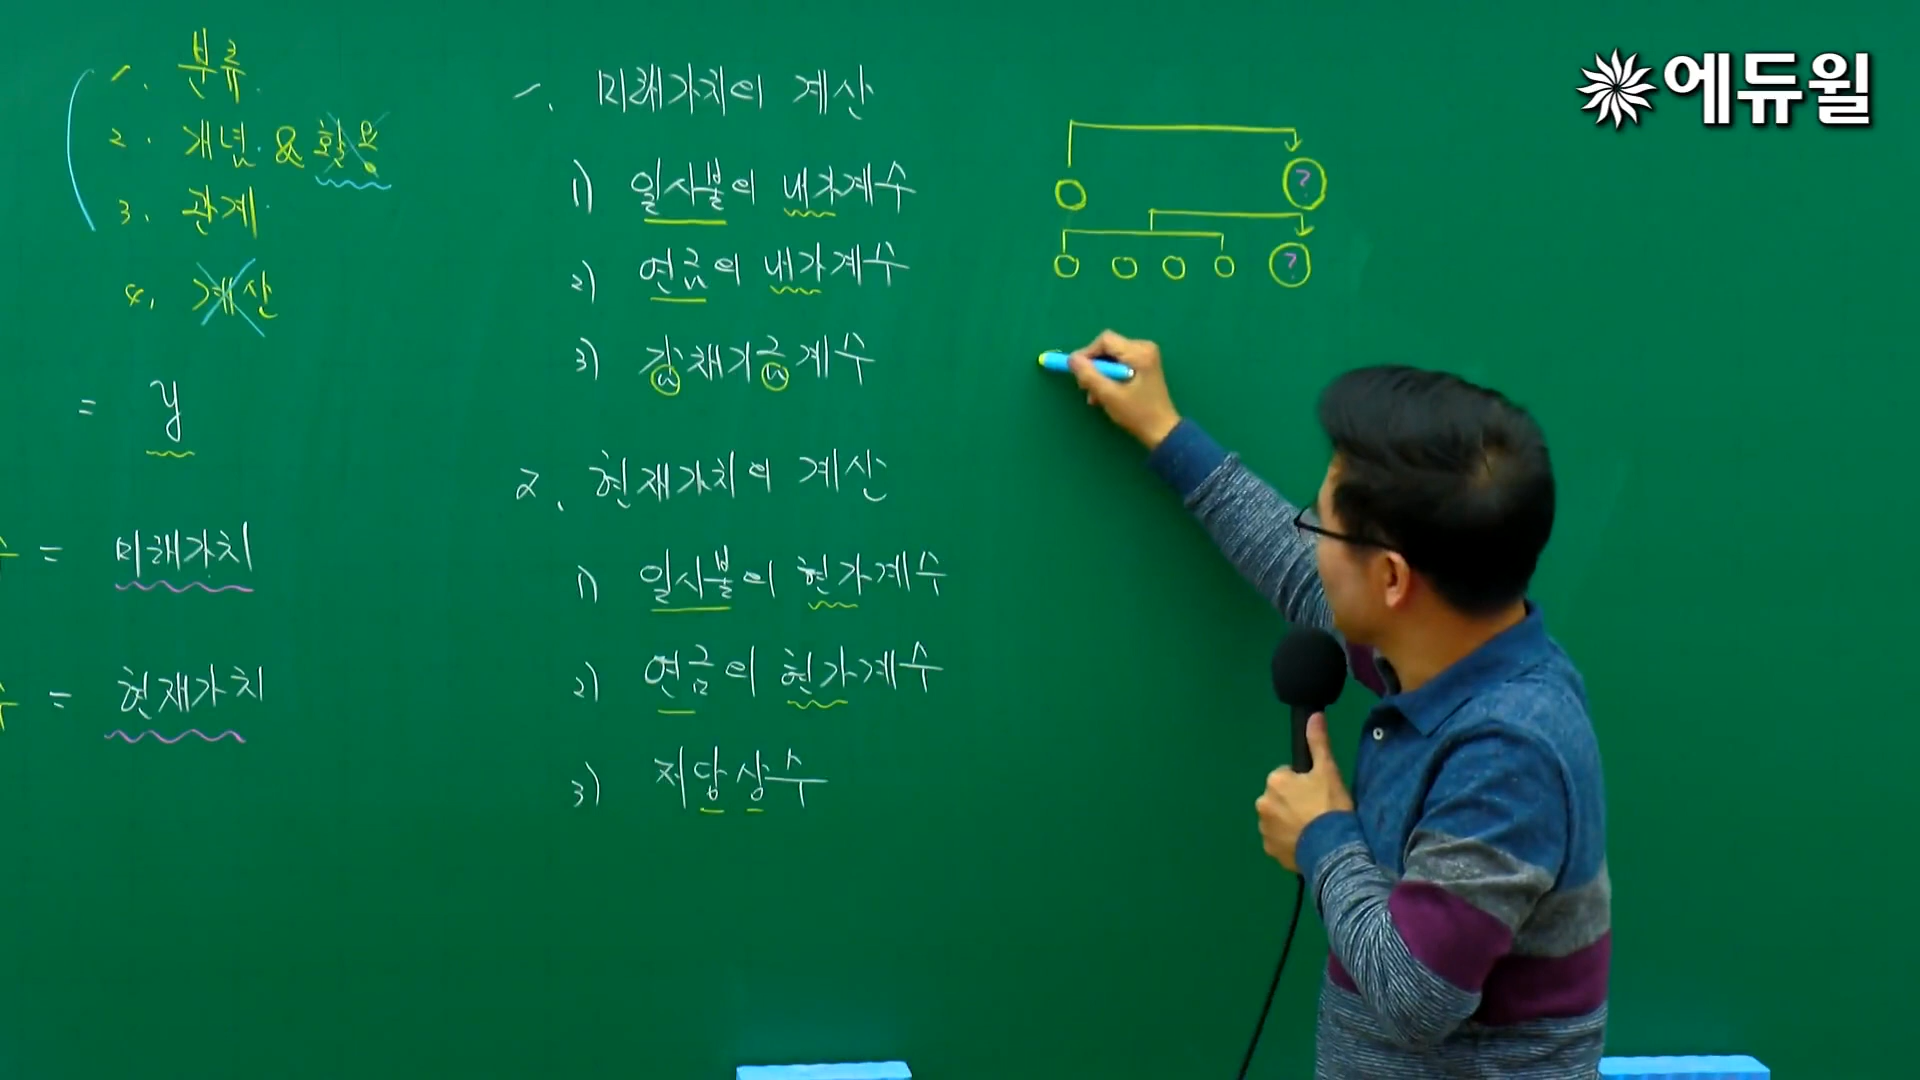 1. 분류.
2. 개념. & 활용
3. 관계.
4. 계산
= y
수 = 미래가치
수 = 현재가치
1. 미래가치의 계산
1) 일시불의 내가계수
2) 연금의 내가계수
3) 감채기금계수
2. 현재가치의 계산
1) 일시불의 현가계수
2) 연금의 현가계수
3) 저당상수
?
?
에듀윌